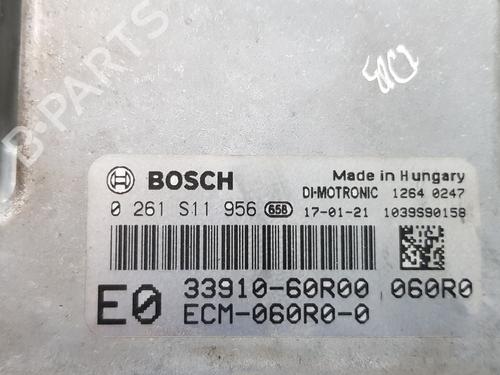 B-PARTS
BOSCH
Made in Hungary
DI-MOTRONIC 1264 0247
0 261 S11 956 658 17-01-21 1039S90158
E0 33910-60R00 060R0
ECM-060R0-0